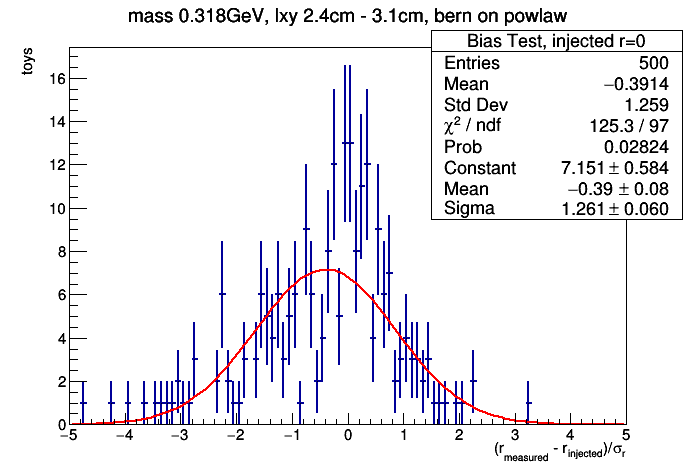 mass 0.318GeV, lxy 2.4cm - 3.1cm, bern on powlaw
Bias Test, injected r=0
Entries 500
Mean −0.3914
Std Dev 1.259
χ² / ndf 125.3 / 97
Prob 0.02824
Constant 7.151 ± 0.584
Mean −0.39 ± 0.08
Sigma 1.261 ± 0.060
toys
16
14
12
10
8
6
4
2
0
−5 −4 −3 −2 −1 0 1 2 3 4 5
(r_measured - r_injected)/σ_r